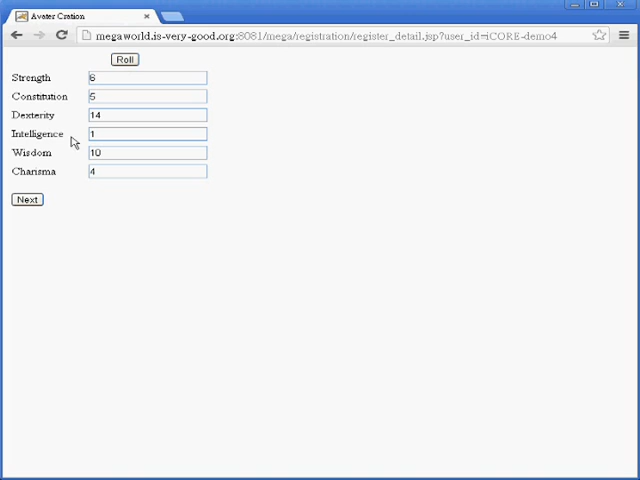 Avater Cration
megaworld.is-very-good.org:8081/mega/registration/register_detail.jsp?user_id=iCORE-demo4
Roll
Strength 6
Constitution 5
Dexterity 14
Intelligence 1
Wisdom 10
Charisma 4
Next